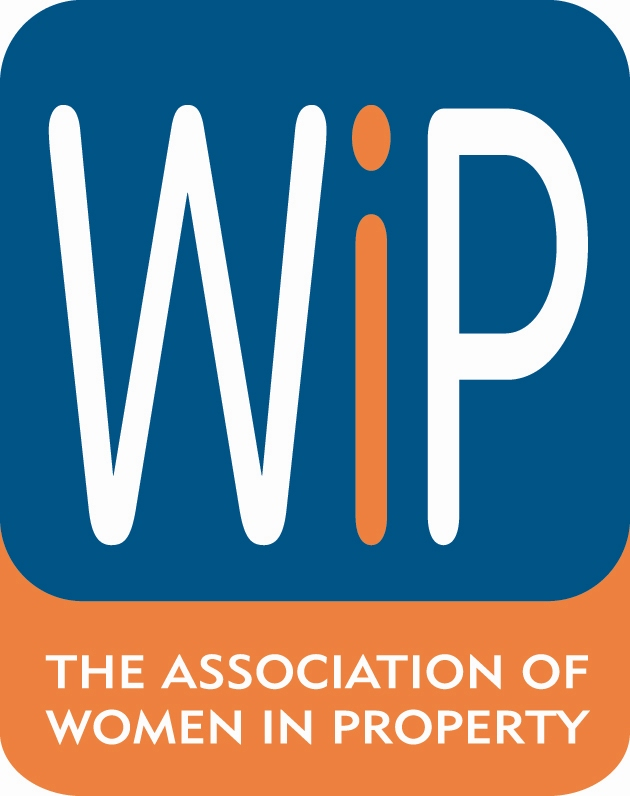 WiP
THE ASSOCIATION OF
WOMEN IN PROPERTY